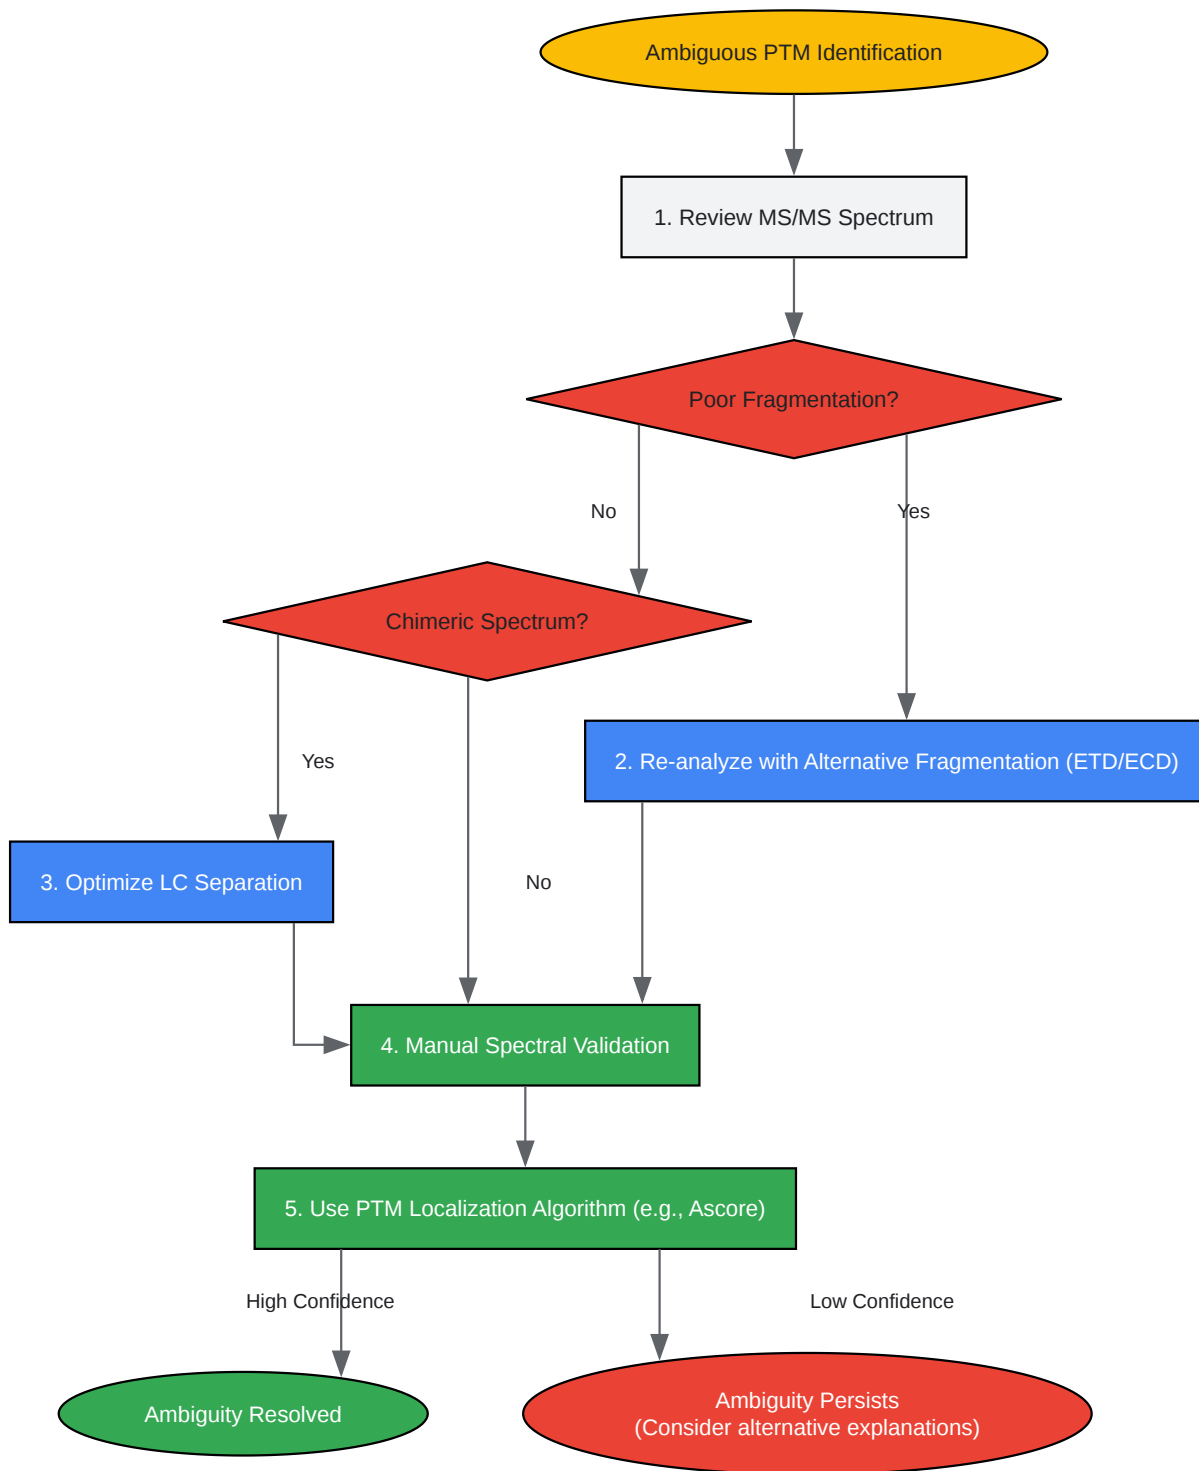 Ambiguous PTM Identification
1. Review MS/MS Spectrum
Poor Fragmentation?
No
Yes
Chimeric Spectrum?
Yes
2. Re-analyze with Alternative Fragmentation (ETD/ECD)
3. Optimize LC Separation
No
4. Manual Spectral Validation
5. Use PTM Localization Algorithm (e.g., Ascore)
High Confidence
Low Confidence
Ambiguity Resolved
Ambiguity Persists
(Consider alternative explanations)